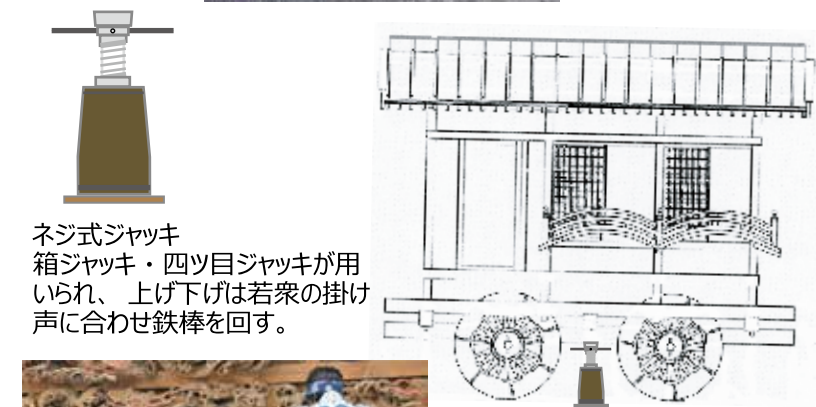 ネジ式ジャッキ
箱ジャッキ・四ツ目ジャッキが用
いられ、 上げ下げは若衆の掛け
声に合わせ鉄棒を回す。